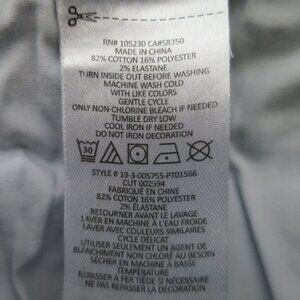 RN# 105230 CA#58350
MADE IN CHINA
82% COTTON 16% POLYESTER
2% ELASTANE
TURN INSIDE OUT BEFORE WASHING
MACHINE WASH COLD
WITH LIKE COLORS
GENTLE CYCLE
ONLY NON-CHLORINE BLEACH IF NEEDED
TUMBLE DRY LOW
COOL IRON IF NEEDED
DO NOT IRON DECORATION
30
STYLE # 19-3-005755-PT01566
CUT 002594
FABRIQUÉ EN CHINE
82% COTON 16% POLYESTER
2% ELASTANNE
RETOURNER AVANT LE LAVAGE
LAVER EN MACHINE À L'EAU FROIDE
LAVER AVEC COULEURS SIMILAIRES
CYCLE DÉLICAT
UTILISER SEULEMENT UN AGENT DE
BLANCHIMENT NON CHLORÉ AU BESOIN
SÉCHER EN MACHINE À BASSE
TEMPÉRATURE
REPASSER À FER TIÈDE SI NÉCESSAIRE
NE PAS REPASSER LES